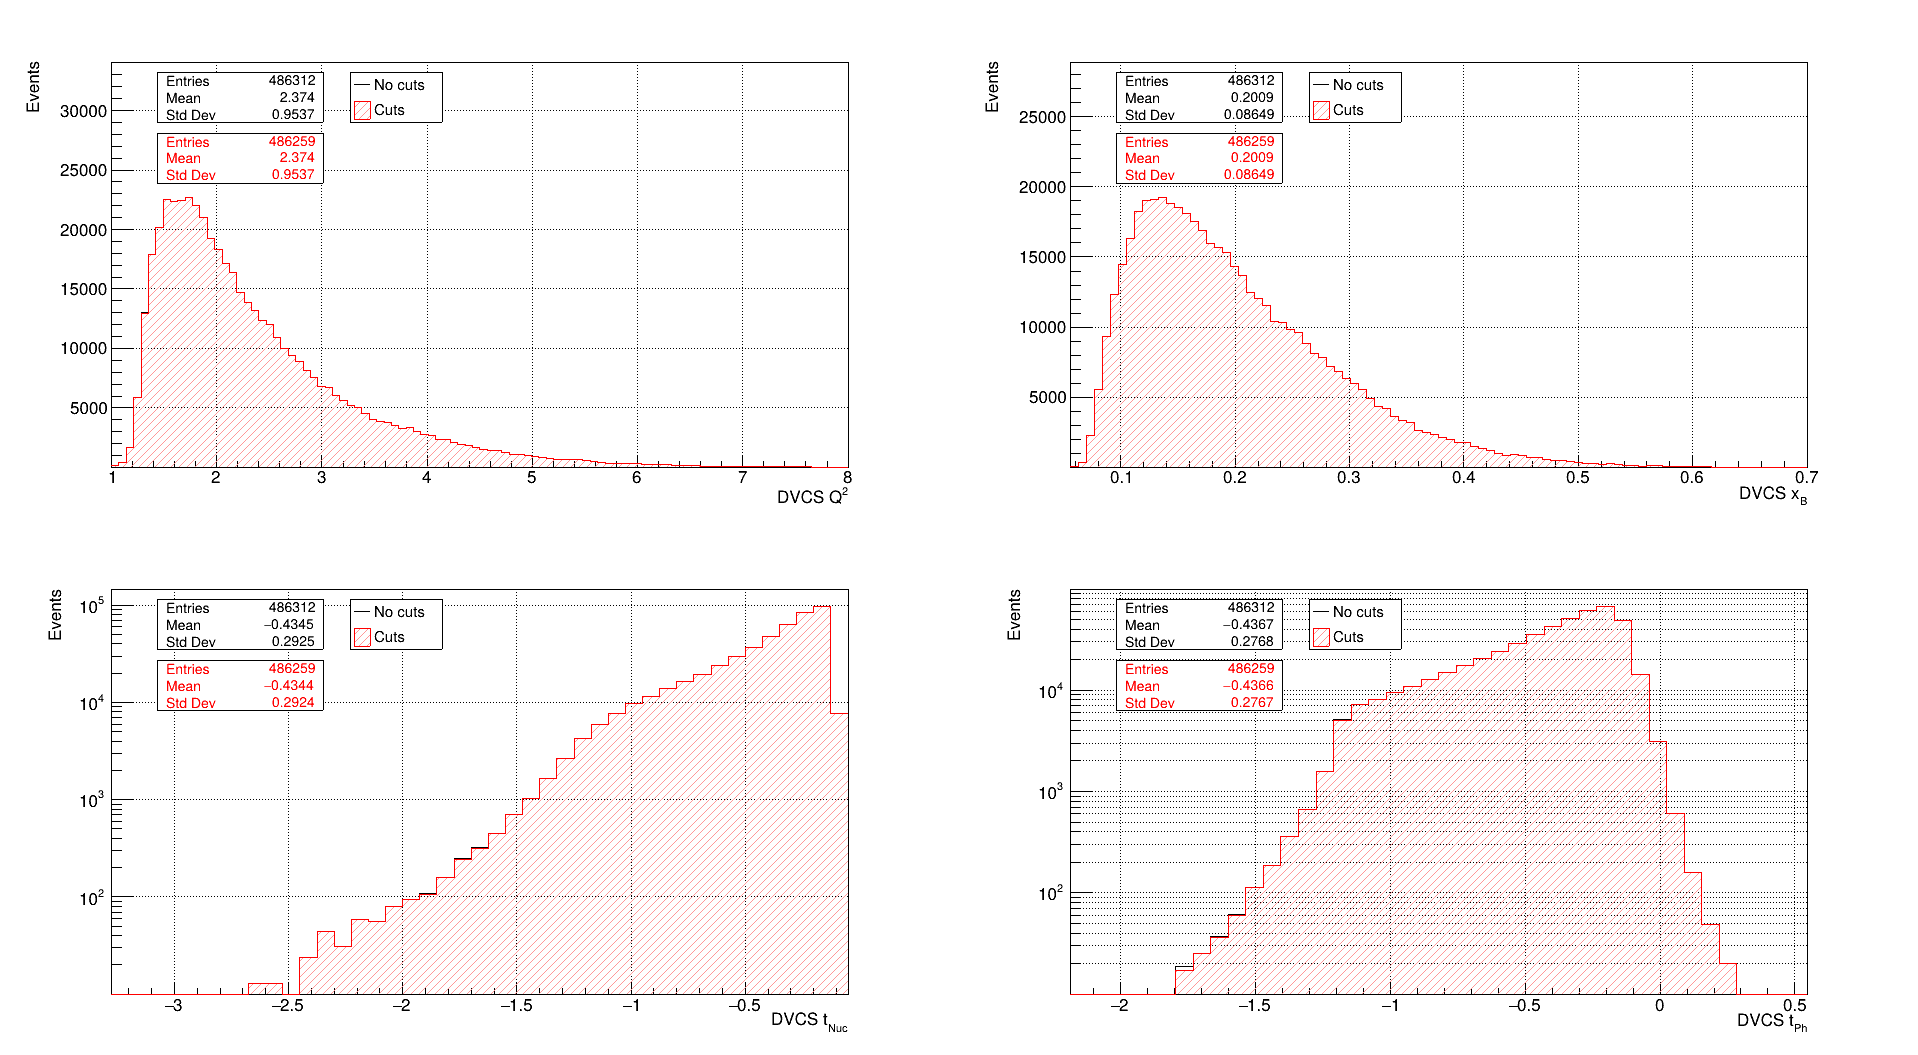 Events
Entries 486312
Mean 2.374
Std Dev 0.9537
Entries 486259
Mean 2.374
Std Dev 0.9537
No cuts
Cuts
30000
25000
20000
15000
10000
5000
1 2 3 4 5 6 7 8
DVCS Q²
Events
Entries 486312
Mean 0.2009
Std Dev 0.08649
Entries 486259
Mean 0.2009
Std Dev 0.08649
No cuts
Cuts
25000
20000
15000
10000
5000
0.1 0.2 0.3 0.4 0.5 0.6 0.7
DVCS x_B
Events
Entries 486312
Mean −0.4345
Std Dev 0.2925
Entries 486259
Mean −0.4344
Std Dev 0.2924
No cuts
Cuts
10⁵
10⁴
10³
10²
−3 −2.5 −2 −1.5 −1 −0.5
DVCS t_Nuc
Events
Entries 486312
Mean −0.4367
Std Dev 0.2768
Entries 486259
Mean −0.4366
Std Dev 0.2767
No cuts
Cuts
10⁴
10³
10²
−2 −1.5 −1 −0.5 0 0.5
DVCS t_Ph